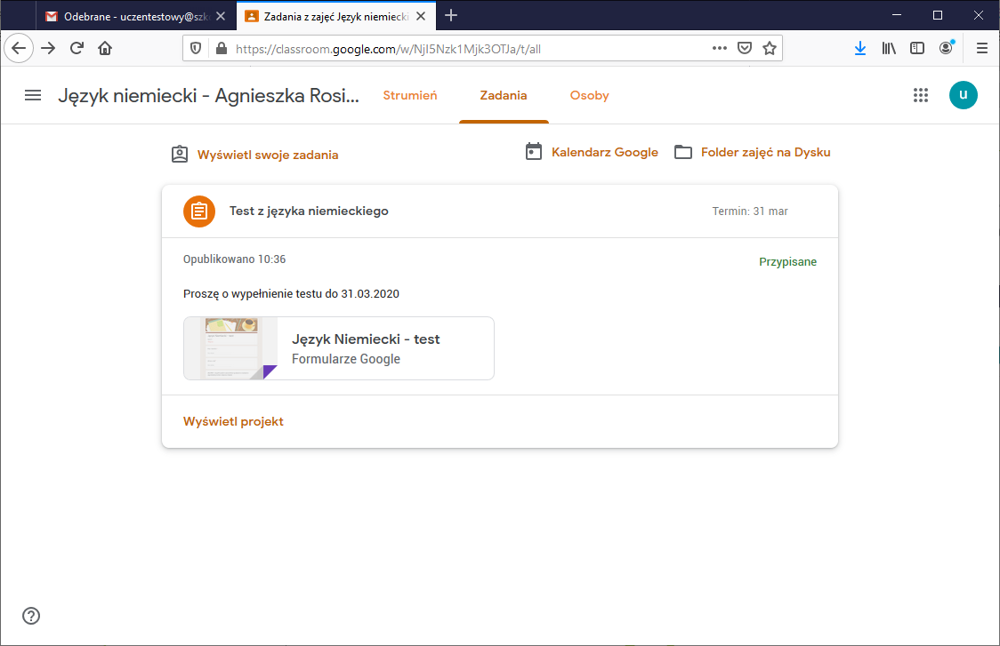 Odebrane - uczentestowy@szk
Zadania z zajęć Język niemiecki
https://classroom.google.com/w/NjI5Nzk1Mjk3OTJa/t/all
Język niemiecki - Agnieszka Rosi...
Strumień
Zadania
Osoby
u
Wyświetl swoje zadania
Kalendarz Google
Folder zajęć na Dysku
Test z języka niemieckiego
Termin: 31 mar
Opublikowano 10:36
Przypisane
Proszę o wypełnienie testu do 31.03.2020
Język Niemiecki - test
Formularze Google
Wyświetl projekt